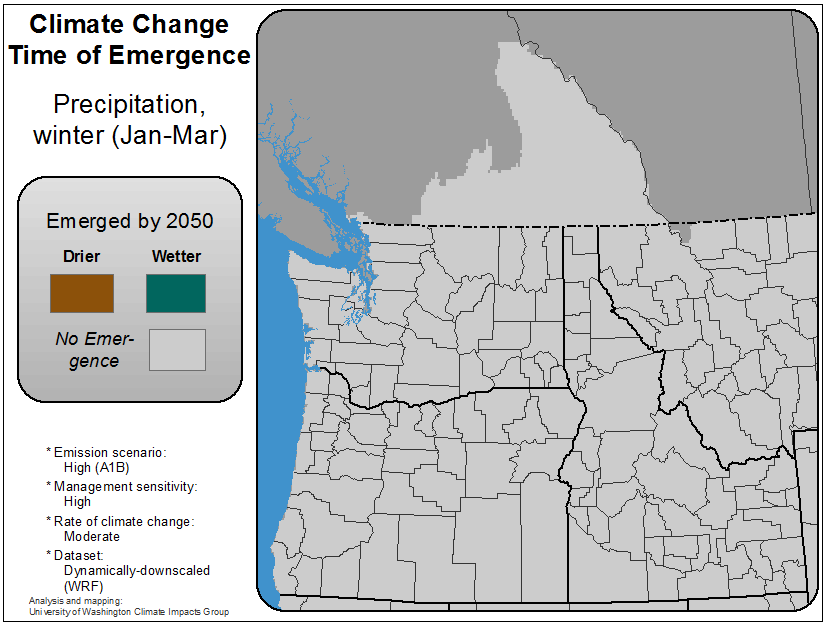 Climate Change
Time of Emergence
Precipitation,
winter (Jan-Mar)
Emerged by 2050
Drier Wetter
No Emer-
gence
* Emission scenario:
High (A1B)
* Management sensitivity:
High
* Rate of climate change:
Moderate
* Dataset:
Dynamically-downscaled
(WRF)
Analysis and mapping:
University of Washington Climate Impacts Group